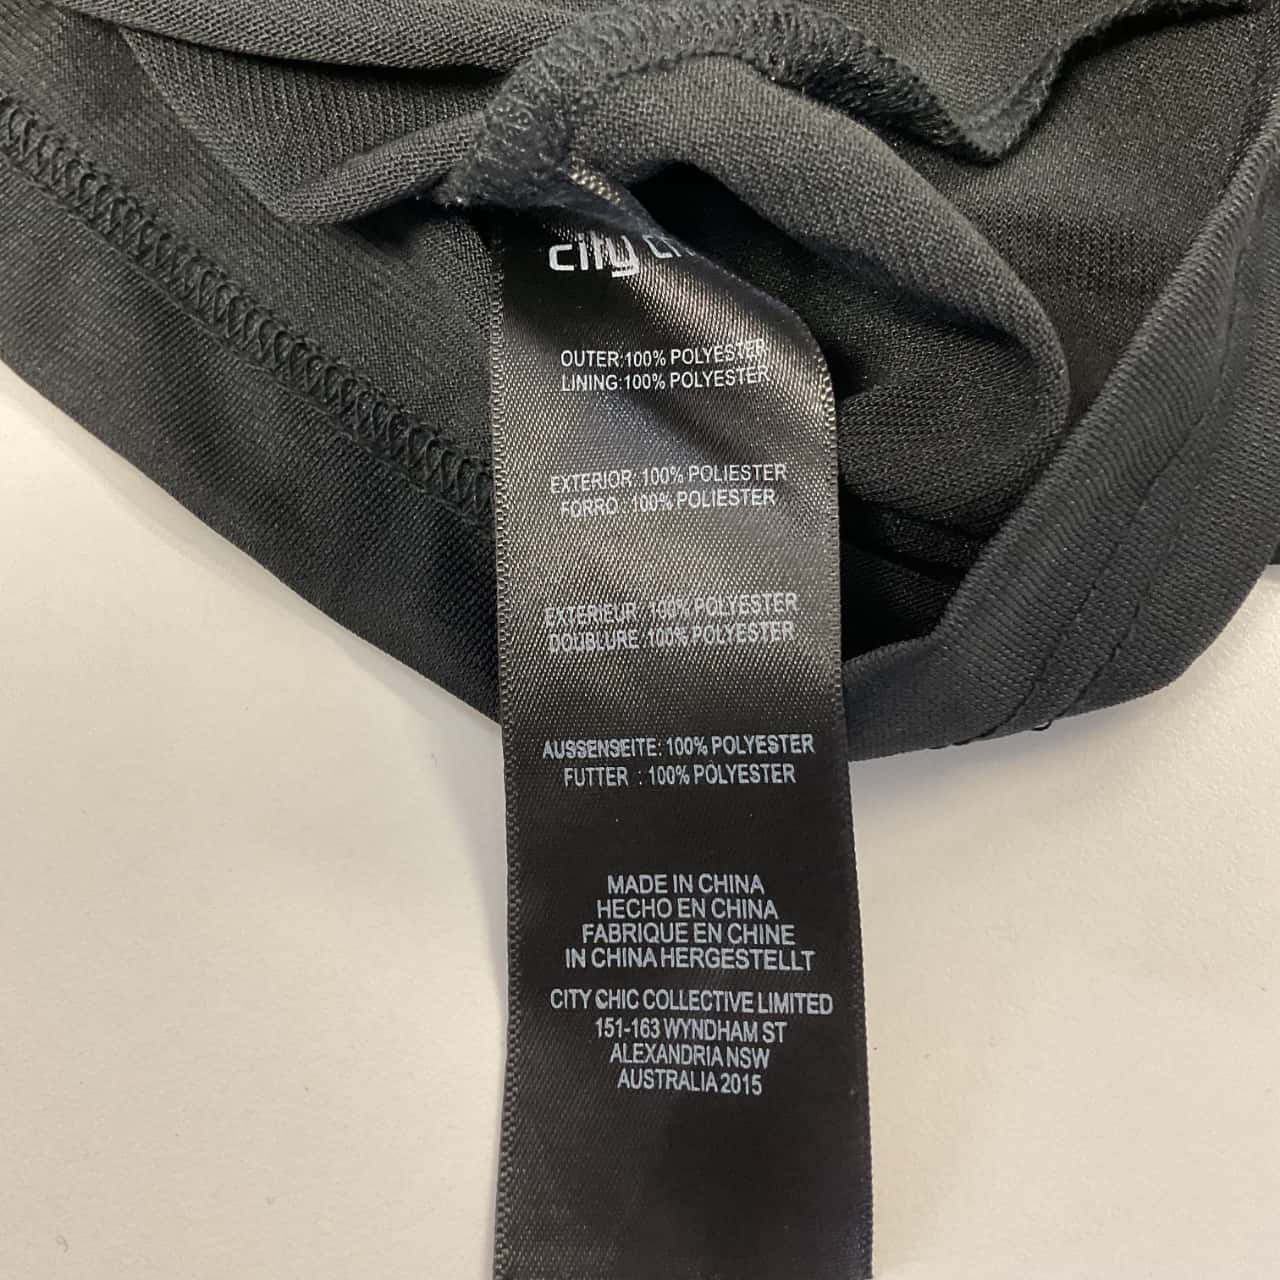 city
OUTER:100% POLYESTER
LINING:100% POLYESTER
EXTERIOR: 100% POLIESTER
FORRO : 100% POLIESTER
EXTERIEUR :100% POLYESTER
DOUBLURE :100% POLYESTER
AUSSENSEITE: 100% POLYESTER
FUTTER : 100% POLYESTER
MADE IN CHINA
HECHO EN CHINA
FABRIQUE EN CHINE
IN CHINA HERGESTELLT
CITY CHIC COLLECTIVE LIMITED
151-163 WYNDHAM ST
ALEXANDRIA NSW
AUSTRALIA 2015